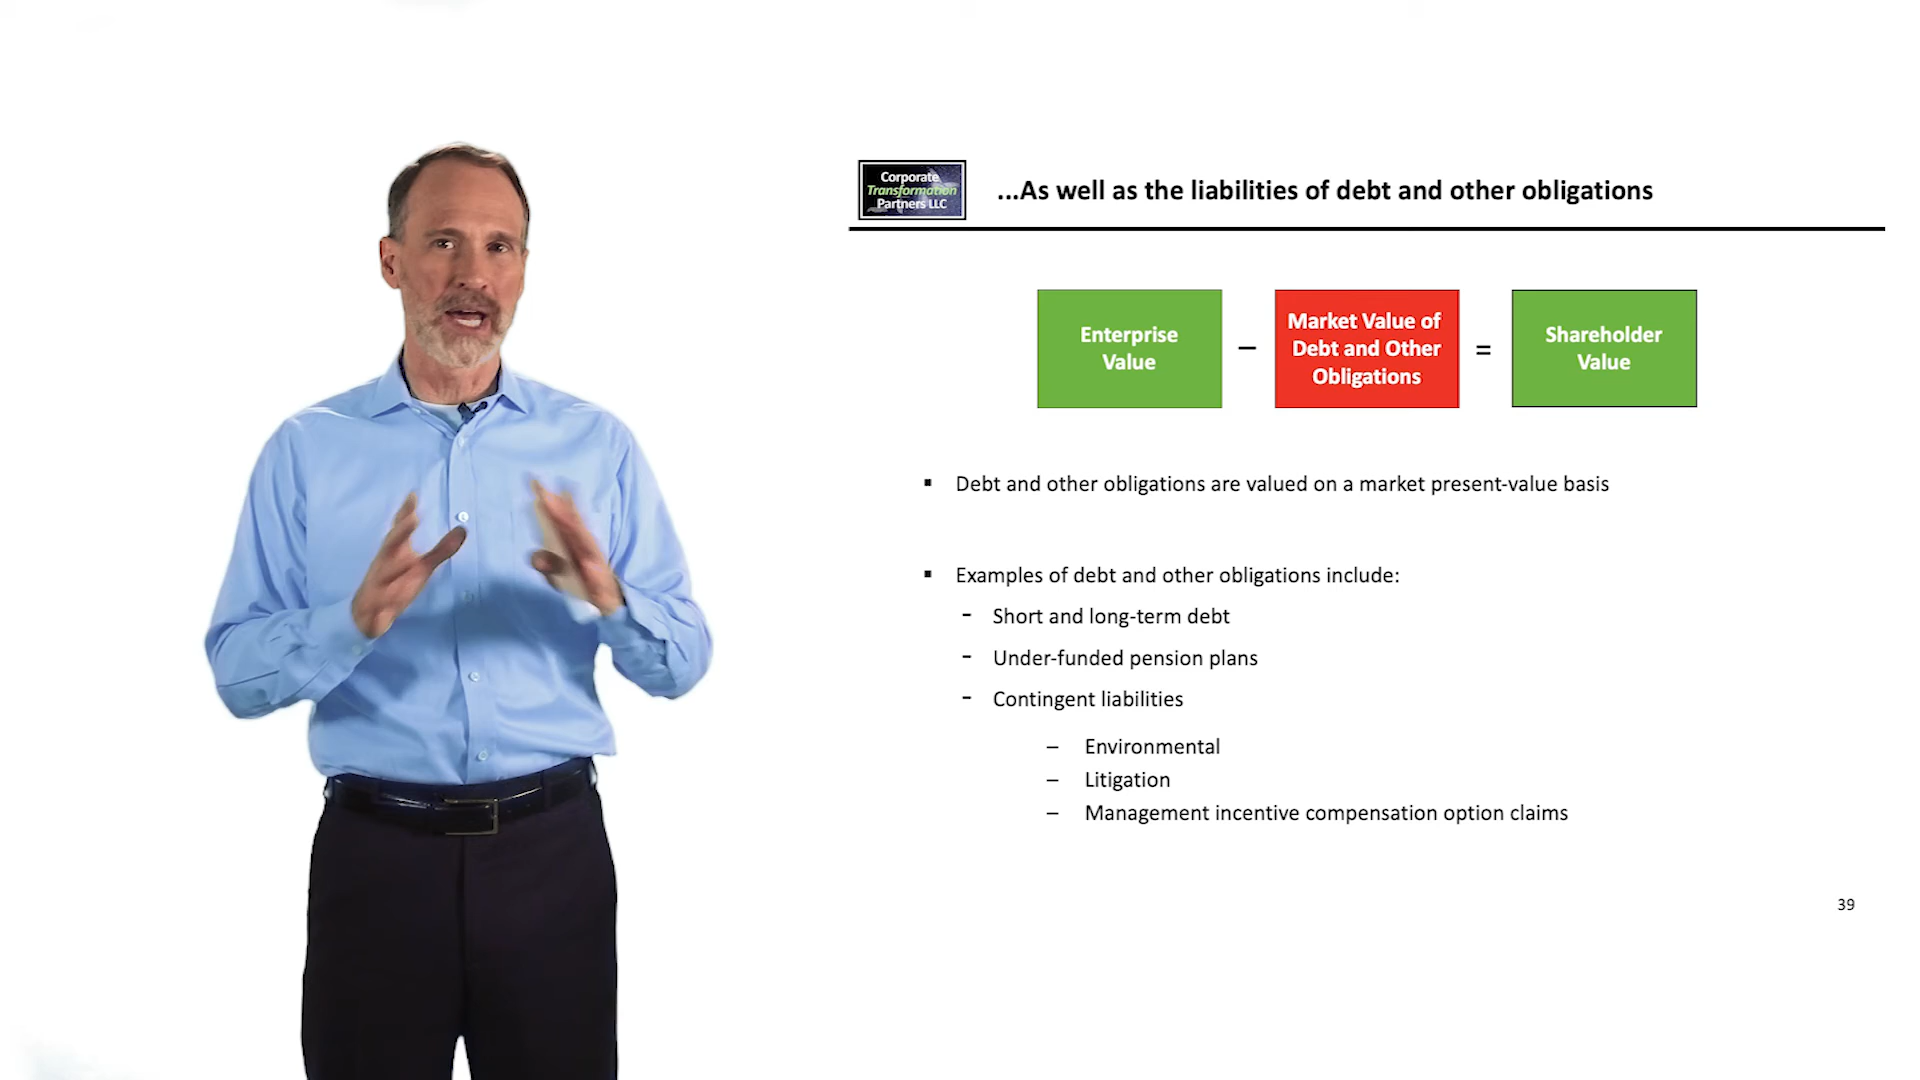 Corporate
Transformation
Partners LLC
...As well as the liabilities of debt and other obligations
Enterprise
Value
–
Market Value of
Debt and Other
Obligations
=
Shareholder
Value
▪ Debt and other obligations are valued on a market present-value basis
▪ Examples of debt and other obligations include:
- Short and long-term debt
- Under-funded pension plans
- Contingent liabilities
– Environmental
– Litigation
– Management incentive compensation option claims
39